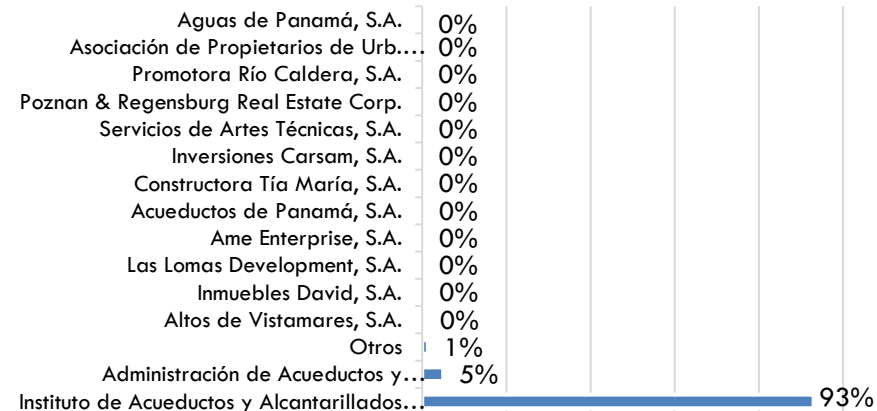 Aguas de Panamá, S.A. 0%
Asociación de Propietarios de Urb.… 0%
Promotora Río Caldera, S.A. 0%
Poznan & Regensburg Real Estate Corp. 0%
Servicios de Artes Técnicas, S.A. 0%
Inversiones Carsam, S.A. 0%
Constructora Tía María, S.A. 0%
Acueductos de Panamá, S.A. 0%
Ame Enterprise, S.A. 0%
Las Lomas Development, S.A. 0%
Inmuebles David, S.A. 0%
Altos de Vistamares, S.A. 0%
Otros 1%
Administración de Acueductos y… 5%
Instituto de Acueductos y Alcantarillados… 93%